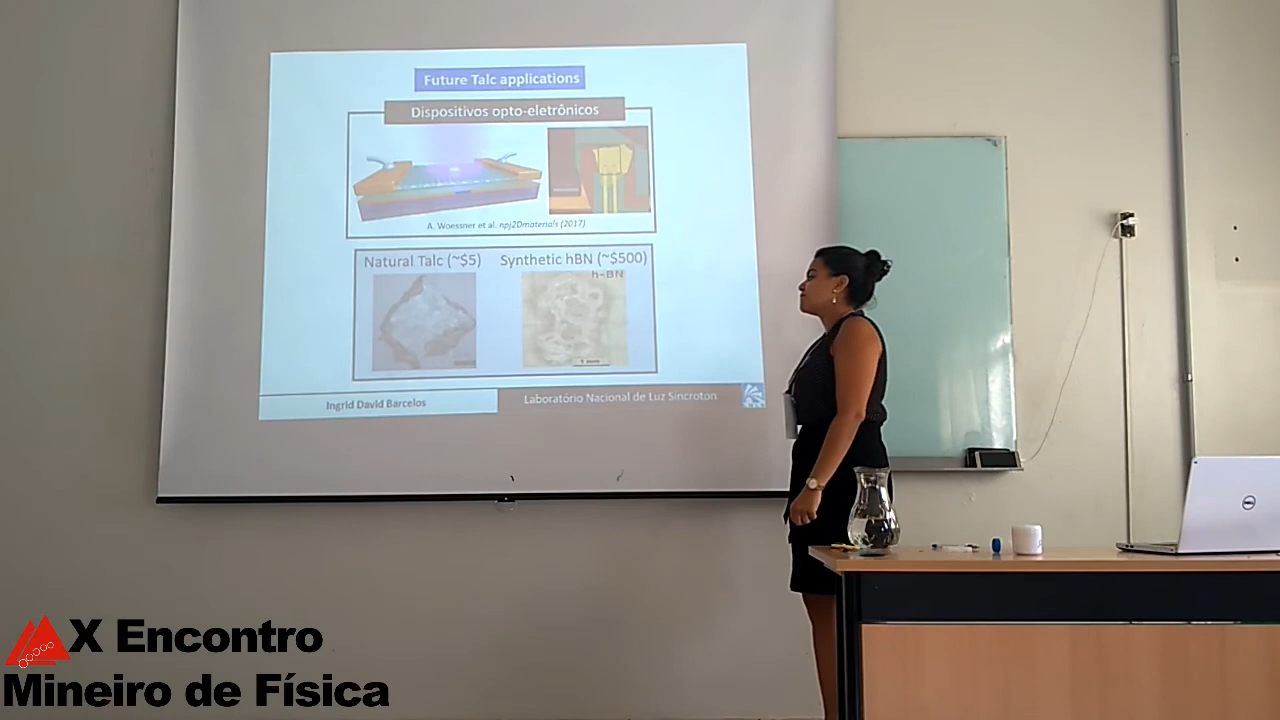 Future Talc applications
Dispositivos opto-eletrônicos
A. Woessner et al. npj2Dmaterials (2017)
Natural Talc (~$5)
Synthetic hBN (~$500)
h-BN
Ingrid David Barcelos
Laboratório Nacional de Luz Síncroton
DELL
X Encontro
Mineiro de Física